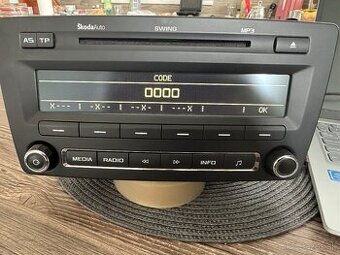 ŠkodaAuto SWING MP3
AS TP
CODE
0000
X--- I --X-- --X- ---X I OK
MEDIA RADIO INFO